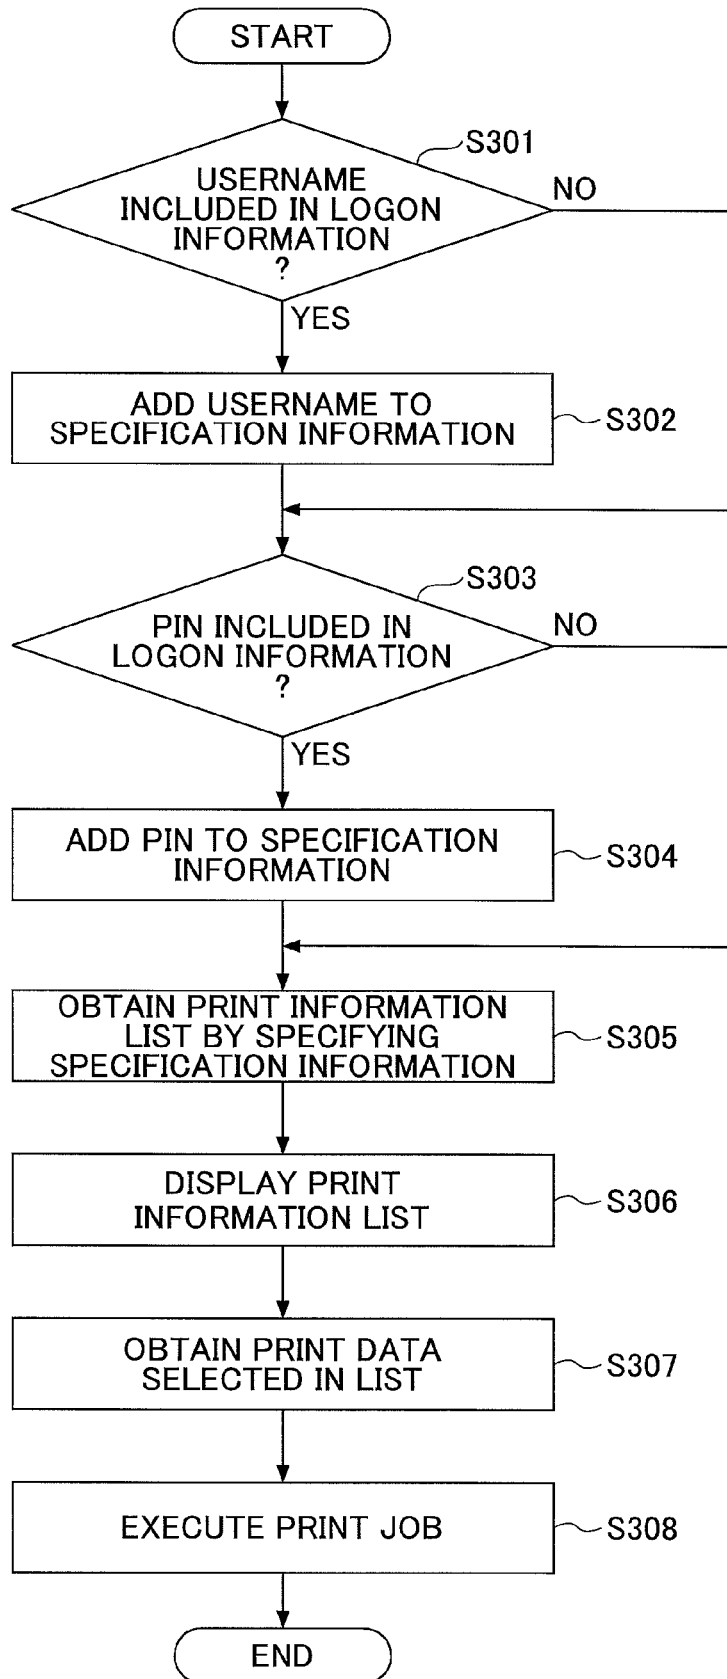 START
S301
USERNAME
INCLUDED IN LOGON
INFORMATION
?
NO
YES
ADD USERNAME TO
SPECIFICATION INFORMATION
S302
S303
PIN INCLUDED IN
LOGON INFORMATION
?
NO
YES
ADD PIN TO SPECIFICATION
INFORMATION
S304
OBTAIN PRINT INFORMATION
LIST BY SPECIFYING
SPECIFICATION INFORMATION
S305
DISPLAY PRINT
INFORMATION LIST
S306
OBTAIN PRINT DATA
SELECTED IN LIST
S307
EXECUTE PRINT JOB
S308
END